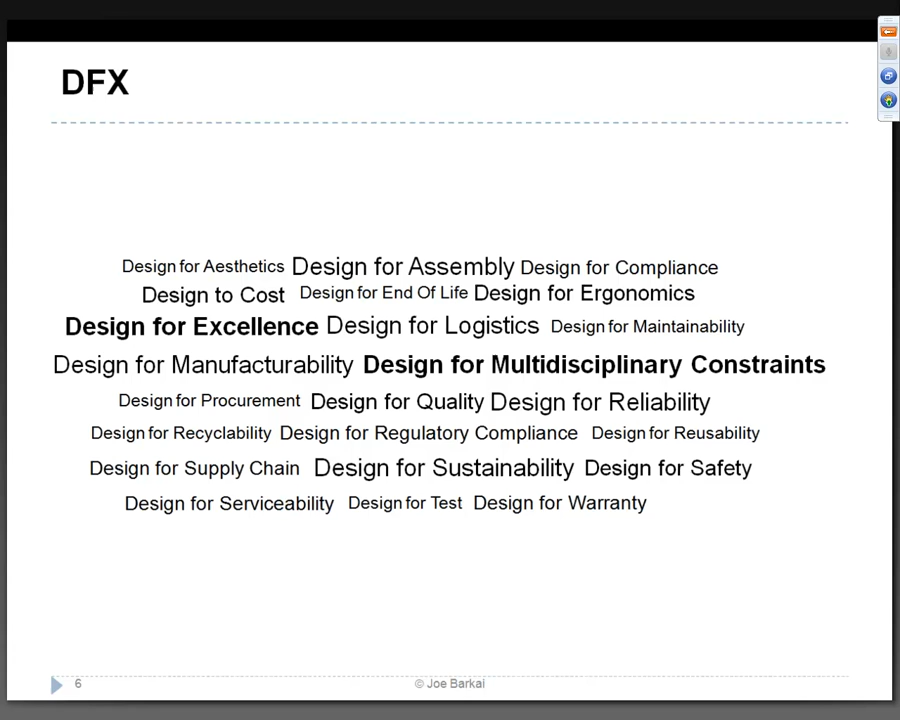 DFX
Design for Aesthetics Design for Assembly Design for Compliance
Design to Cost Design for End Of Life Design for Ergonomics
Design for Excellence Design for Logistics Design for Maintainability
Design for Manufacturability Design for Multidisciplinary Constraints
Design for Procurement Design for Quality Design for Reliability
Design for Recyclability Design for Regulatory Compliance Design for Reusability
Design for Supply Chain Design for Sustainability Design for Safety
Design for Serviceability Design for Test Design for Warranty
6 © Joe Barkai